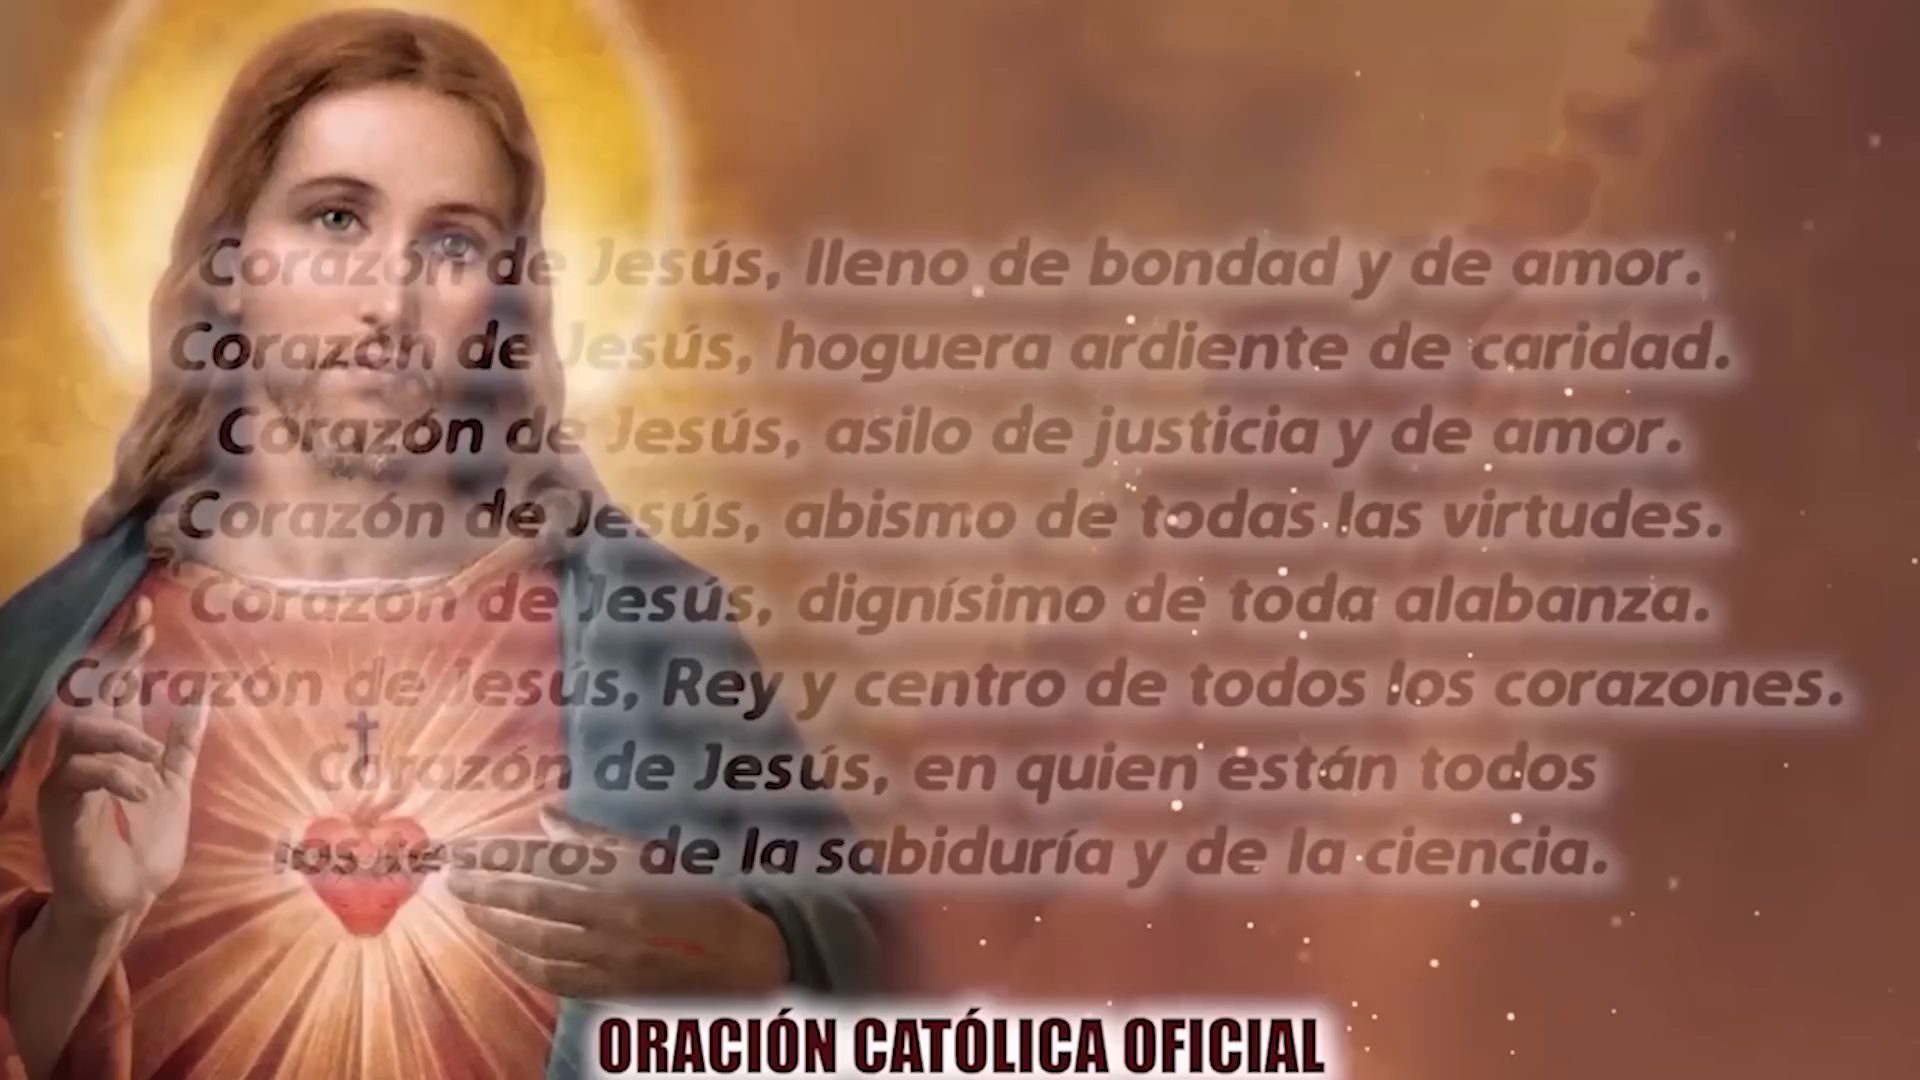 Corazón de Jesús, lleno de bondad y de amor.
Corazón de Jesús, hoguera ardiente de caridad.
Corazón de Jesús, asilo de justicia y de amor.
Corazón de Jesús, abismo de todas las virtudes.
Corazón de Jesús, dignísimo de toda alabanza.
Corazón de Jesús, Rey y centro de todos los corazones.
Corazón de Jesús, en quien están todos
los tesoros de la sabiduría y de la ciencia.
ORACIÓN CATÓLICA OFICIAL